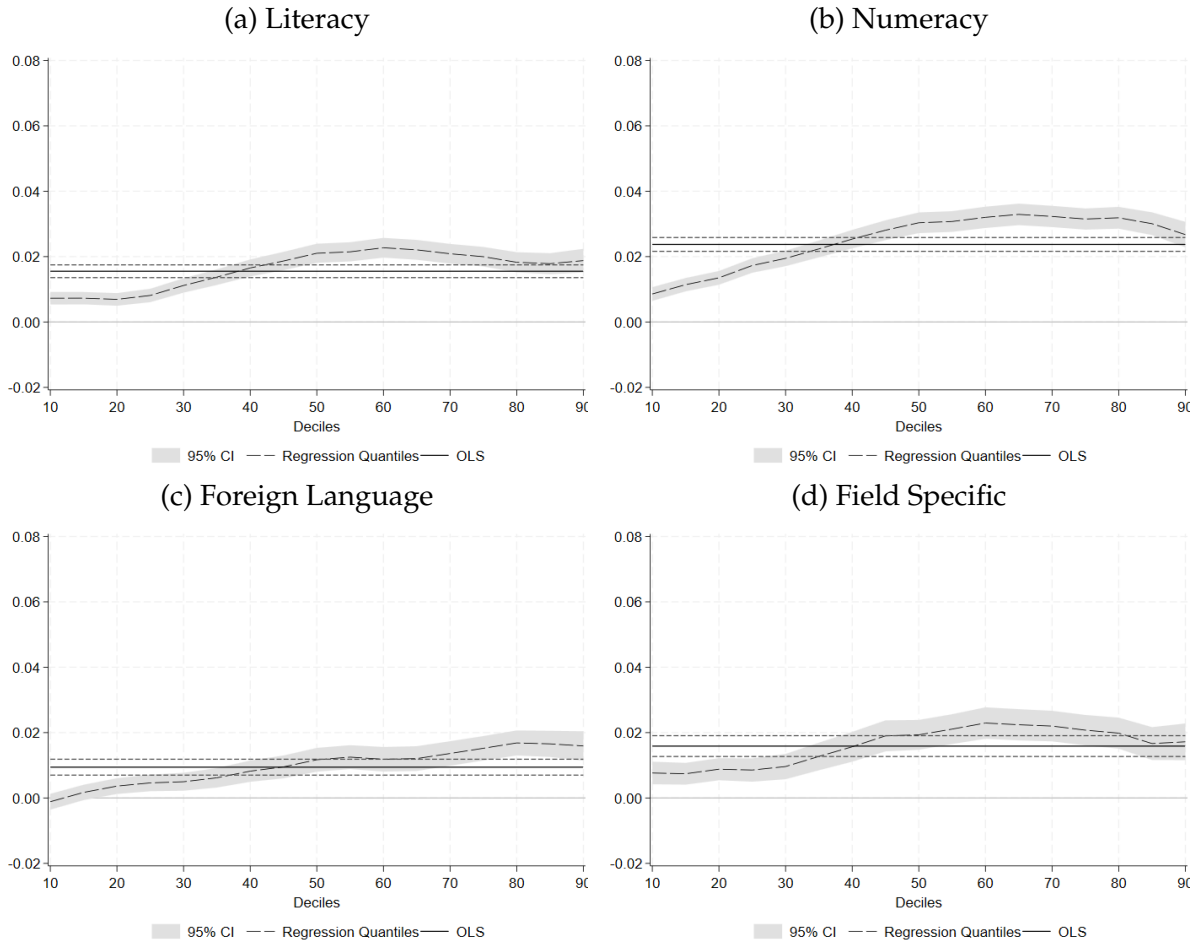 (a) Literacy
0.08
0.06
0.04
0.02
0.00
-0.02
10 20 30 40 50 60 70 80 90
Deciles
95% CI Regression Quantiles OLS
(b) Numeracy
0.08
0.06
0.04
0.02
0.00
-0.02
10 20 30 40 50 60 70 80 90
Deciles
95% CI Regression Quantiles OLS
(c) Foreign Language
0.08
0.06
0.04
0.02
0.00
-0.02
10 20 30 40 50 60 70 80 90
Deciles
95% CI Regression Quantiles OLS
(d) Field Specific
0.08
0.06
0.04
0.02
0.00
-0.02
10 20 30 40 50 60 70 80 90
Deciles
95% CI Regression Quantiles OLS